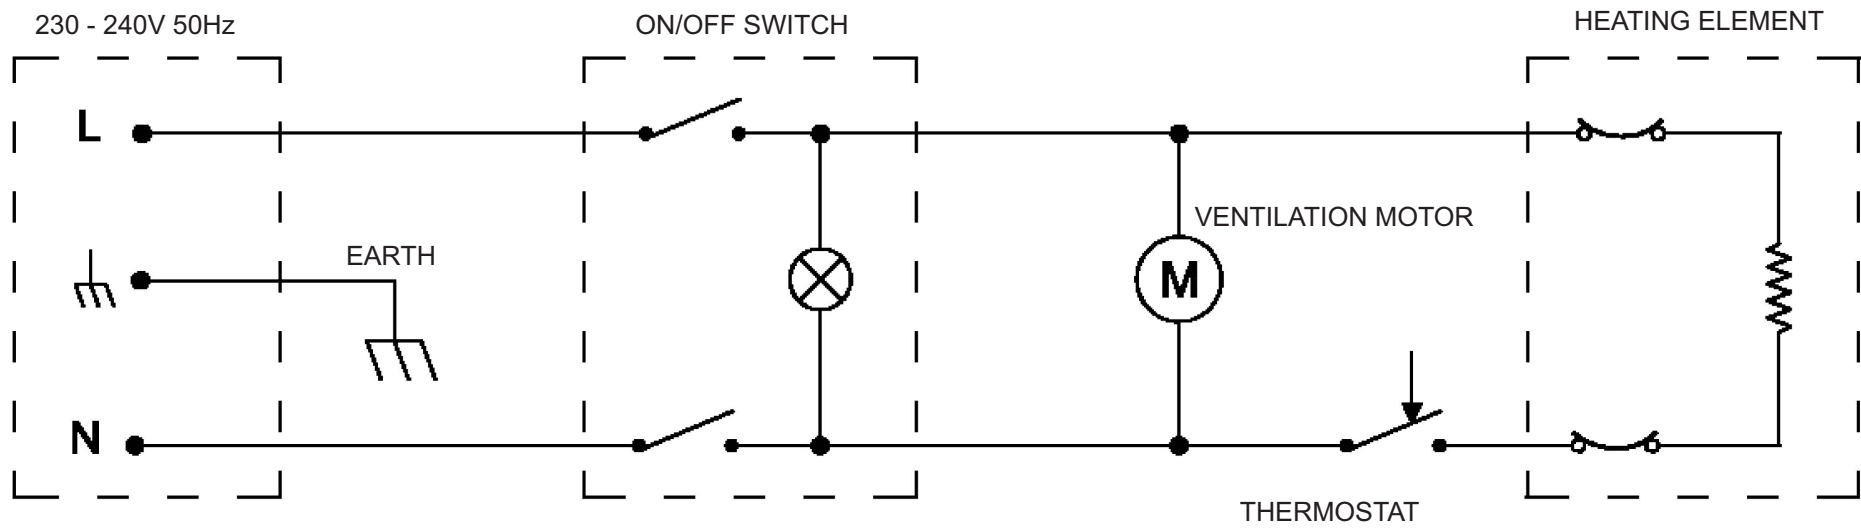 230 - 240V 50Hz
ON/OFF SWITCH
HEATING ELEMENT
L
VENTILATION MOTOR
EARTH
M
N
THERMOSTAT